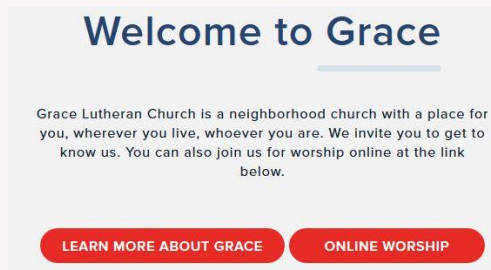 Welcome to Grace
Grace Lutheran Church is a neighborhood church with a place for
you, wherever you live, whoever you are. We invite you to get to
know us. You can also join us for worship online at the link
below.
LEARN MORE ABOUT GRACE
ONLINE WORSHIP